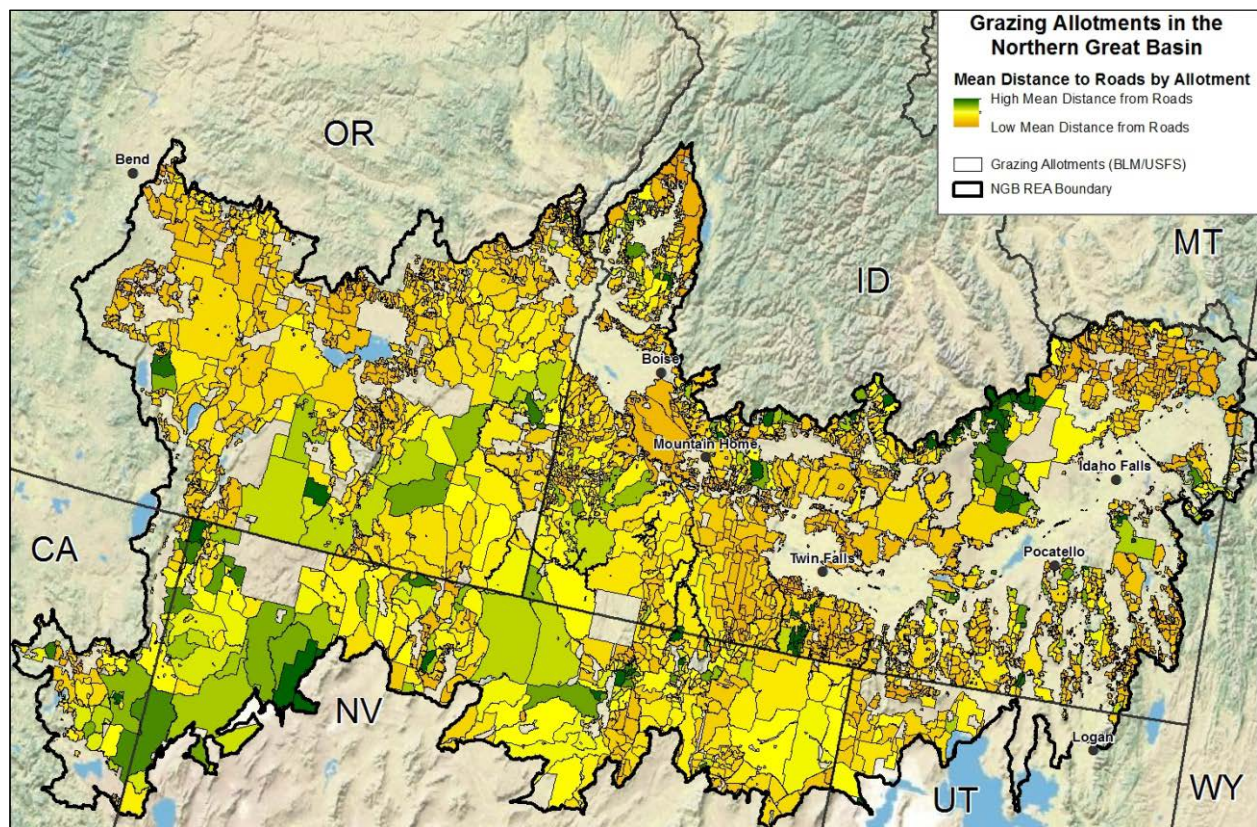 Grazing Allotments in the
Northern Great Basin
Mean Distance to Roads by Allotment
High Mean Distance from Roads
Low Mean Distance from Roads
Grazing Allotments (BLM/USFS)
NGB REA Boundary
OR
Bend
MT
ID
Boise
Mountain Home
Idaho Falls
CA
Twin Falls
Pocatello
NV
Logan
UT
WY